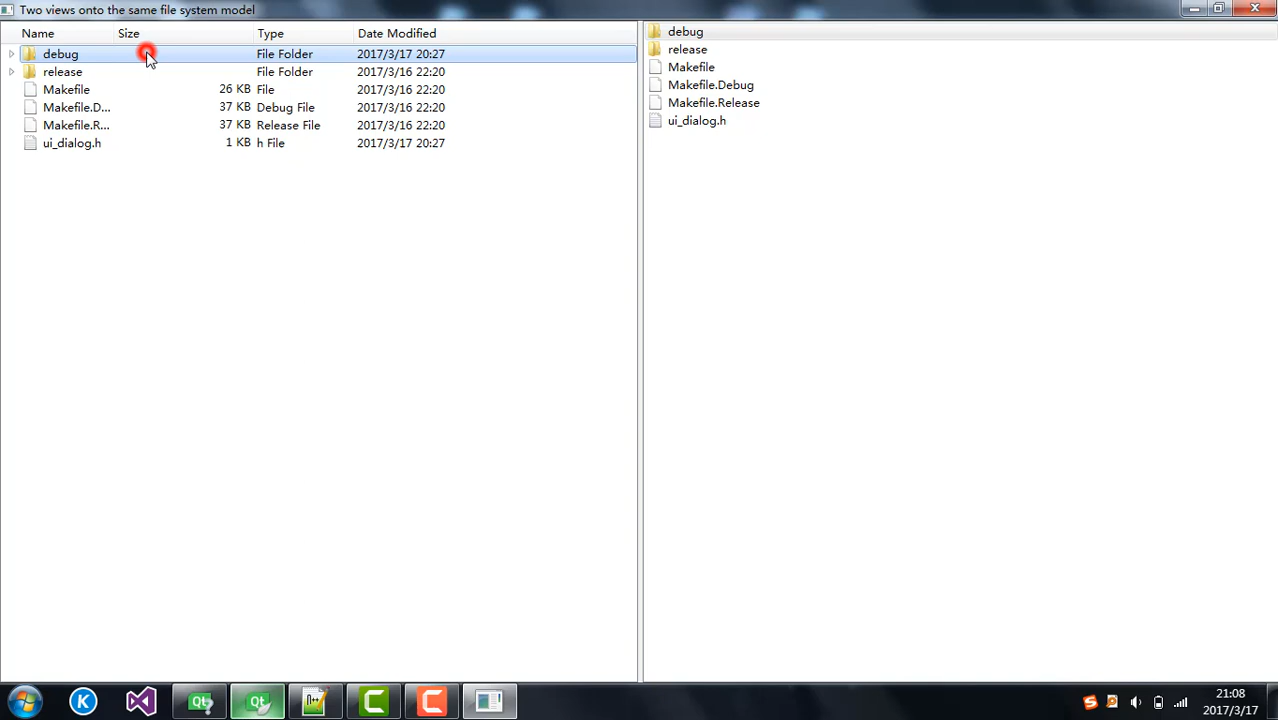 Two views onto the same file system model
Name Size Type Date Modified
debug File Folder 2017/3/17 20:27
release File Folder 2017/3/16 22:20
Makefile 26 KB File 2017/3/16 22:20
Makefile.D... 37 KB Debug File 2017/3/16 22:20
Makefile.R... 37 KB Release File 2017/3/16 22:20
ui_dialog.h 1 KB h File 2017/3/17 20:27
debug
release
Makefile
Makefile.Debug
Makefile.Release
ui_dialog.h
K
Qt
Qt
N++
C
C
S
21:08
2017/3/17